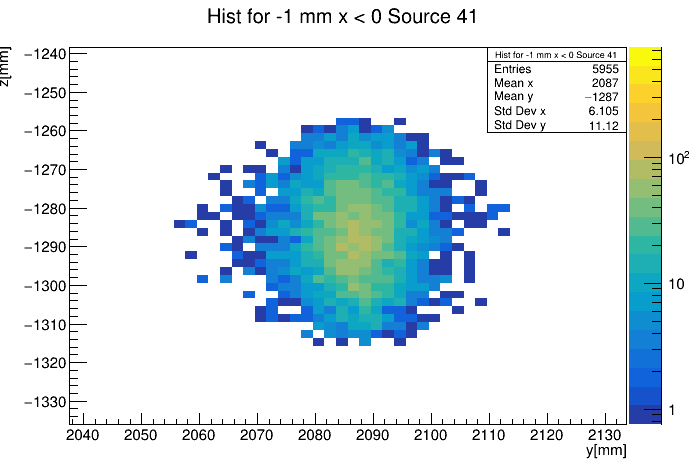 Hist for -1 mm x < 0 Source 41
z[mm]
Hist for -1 mm x < 0 Source 41
Entries 5955
Mean x 2087
Mean y −1287
Std Dev x 6.105
Std Dev y 11.12
−1240
−1250
−1260
−1270
−1280
−1290
−1300
−1310
−1320
−1330
2040 2050 2060 2070 2080 2090 2100 2110 2120 2130
y[mm]
10²
10
1